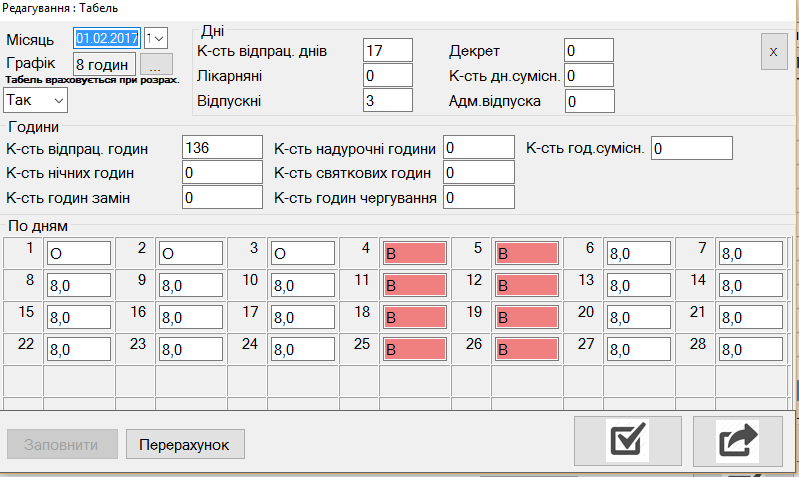 Редагування : Табель
Місяць 01.02.2017 1
Графік 8 годин ...
Табель враховується при розрах.
Так
Дні
К-сть відпрац. днів 17 Декрет 0
Лікарняні 0 К-сть дн.сумісн. 0
Відпускні 3 Адм.відпуска 0
x
Години
К-сть відпрац. годин 136 К-сть надурочні години 0 К-сть год.сумісн. 0
К-сть нічних годин 0 К-сть святкових годин 0
К-сть годин замін 0 К-сть годин чергування 0
По дням
1 О 2 О 3 О 4 В 5 В 6 8,0 7 8,0
8 8,0 9 8,0 10 8,0 11 В 12 В 13 8,0 14 8,0
15 8,0 16 8,0 17 8,0 18 В 19 В 20 8,0 21 8,0
22 8,0 23 8,0 24 8,0 25 В 26 В 27 8,0 28 8,0
Заповнити Перерахунок